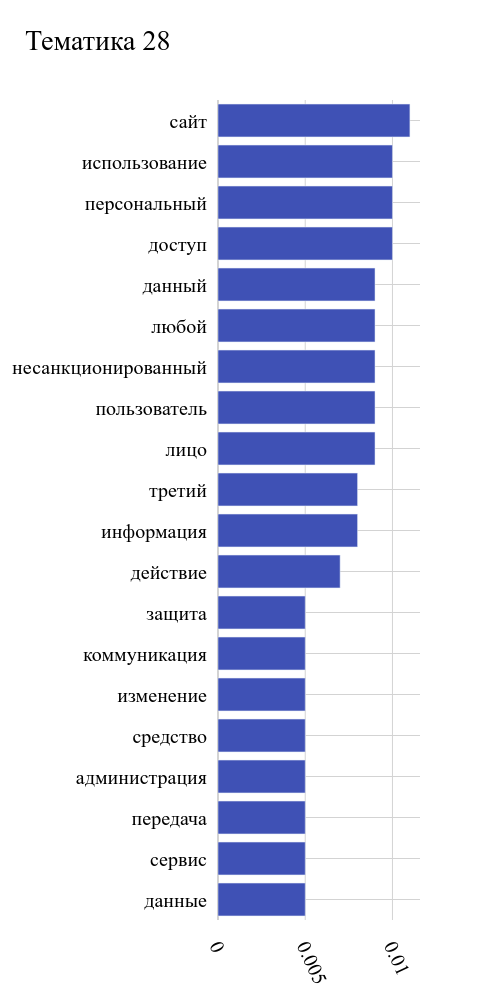 Тематика 28
сайт
использование
персональный
доступ
данный
любой
несанкционированный
пользователь
лицо
третий
информация
действие
защита
коммуникация
изменение
средство
администрация
передача
сервис
данные
0
0.005
0.01